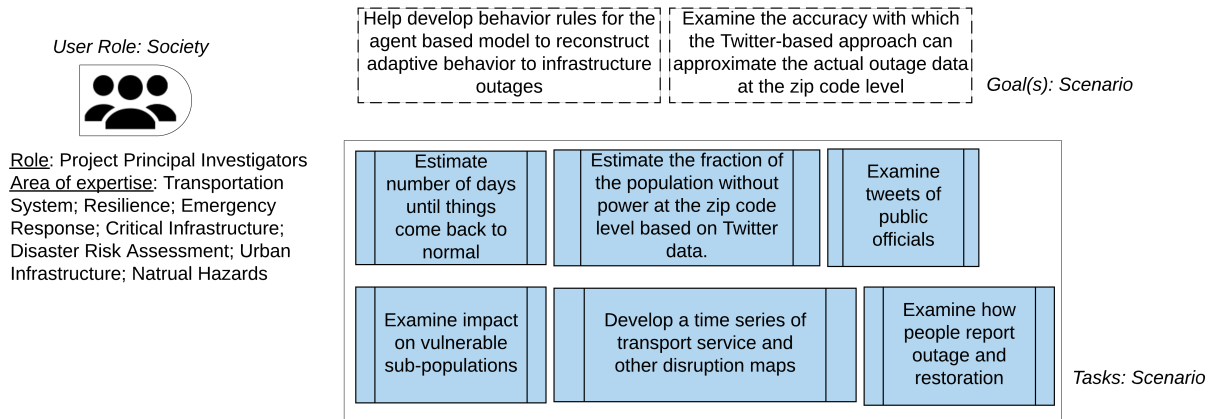 User Role: Society
Role: Project Principal Investigators
Area of expertise: Transportation
System; Resilience; Emergency
Response; Critical Infrastructure;
Disaster Risk Assessment; Urban
Infrastructure; Natrual Hazards
Help develop behavior rules for the
agent based model to reconstruct
adaptive behavior to infrastructure
outages
Examine the accuracy with which
the Twitter-based approach can
approximate the actual outage data
at the zip code level
Goal(s): Scenario
Estimate
number of days
until things
come back to
normal
Estimate the fraction of
the population without
power at the zip code
level based on Twitter
data.
Examine
tweets of
public
officials
Examine impact
on vulnerable
sub-populations
Develop a time series of
transport service and
other disruption maps
Examine how
people report
outage and
restoration
Tasks: Scenario